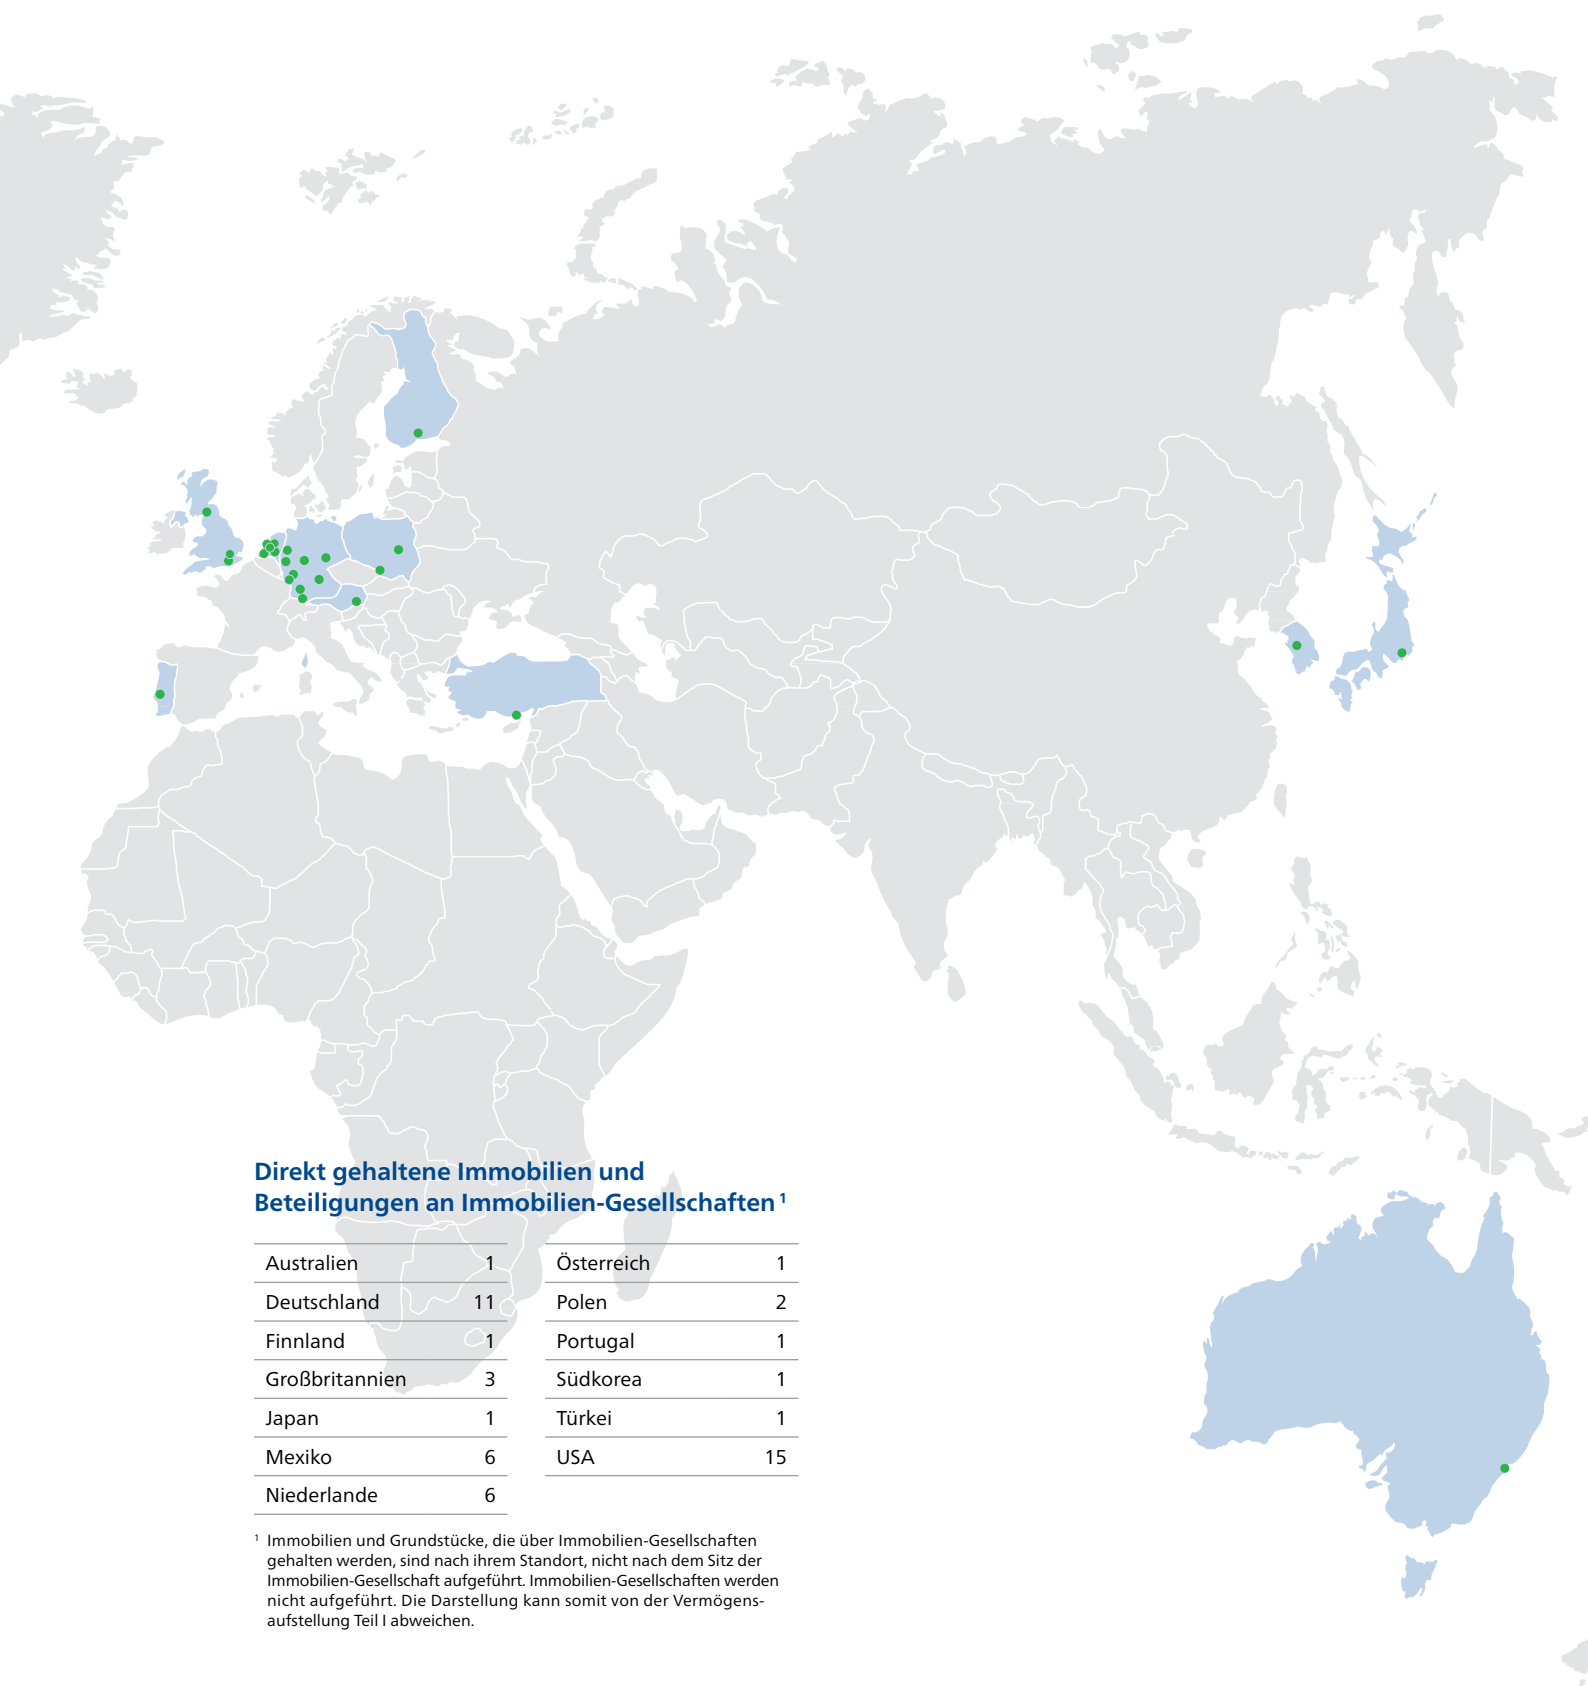 Direkt gehaltene Immobilien und
Beteiligungen an Immobilien-Gesellschaften ¹
Australien 1
Deutschland 11
Finnland 1
Großbritannien 3
Japan 1
Mexiko 6
Niederlande 6
Österreich 1
Polen 2
Portugal 1
Südkorea 1
Türkei 1
USA 15
¹ Immobilien und Grundstücke, die über Immobilien-Gesellschaften
gehalten werden, sind nach ihrem Standort, nicht nach dem Sitz der
Immobilien-Gesellschaft aufgeführt. Immobilien-Gesellschaften werden
nicht aufgeführt. Die Darstellung kann somit von der Vermögens-
aufstellung Teil I abweichen.